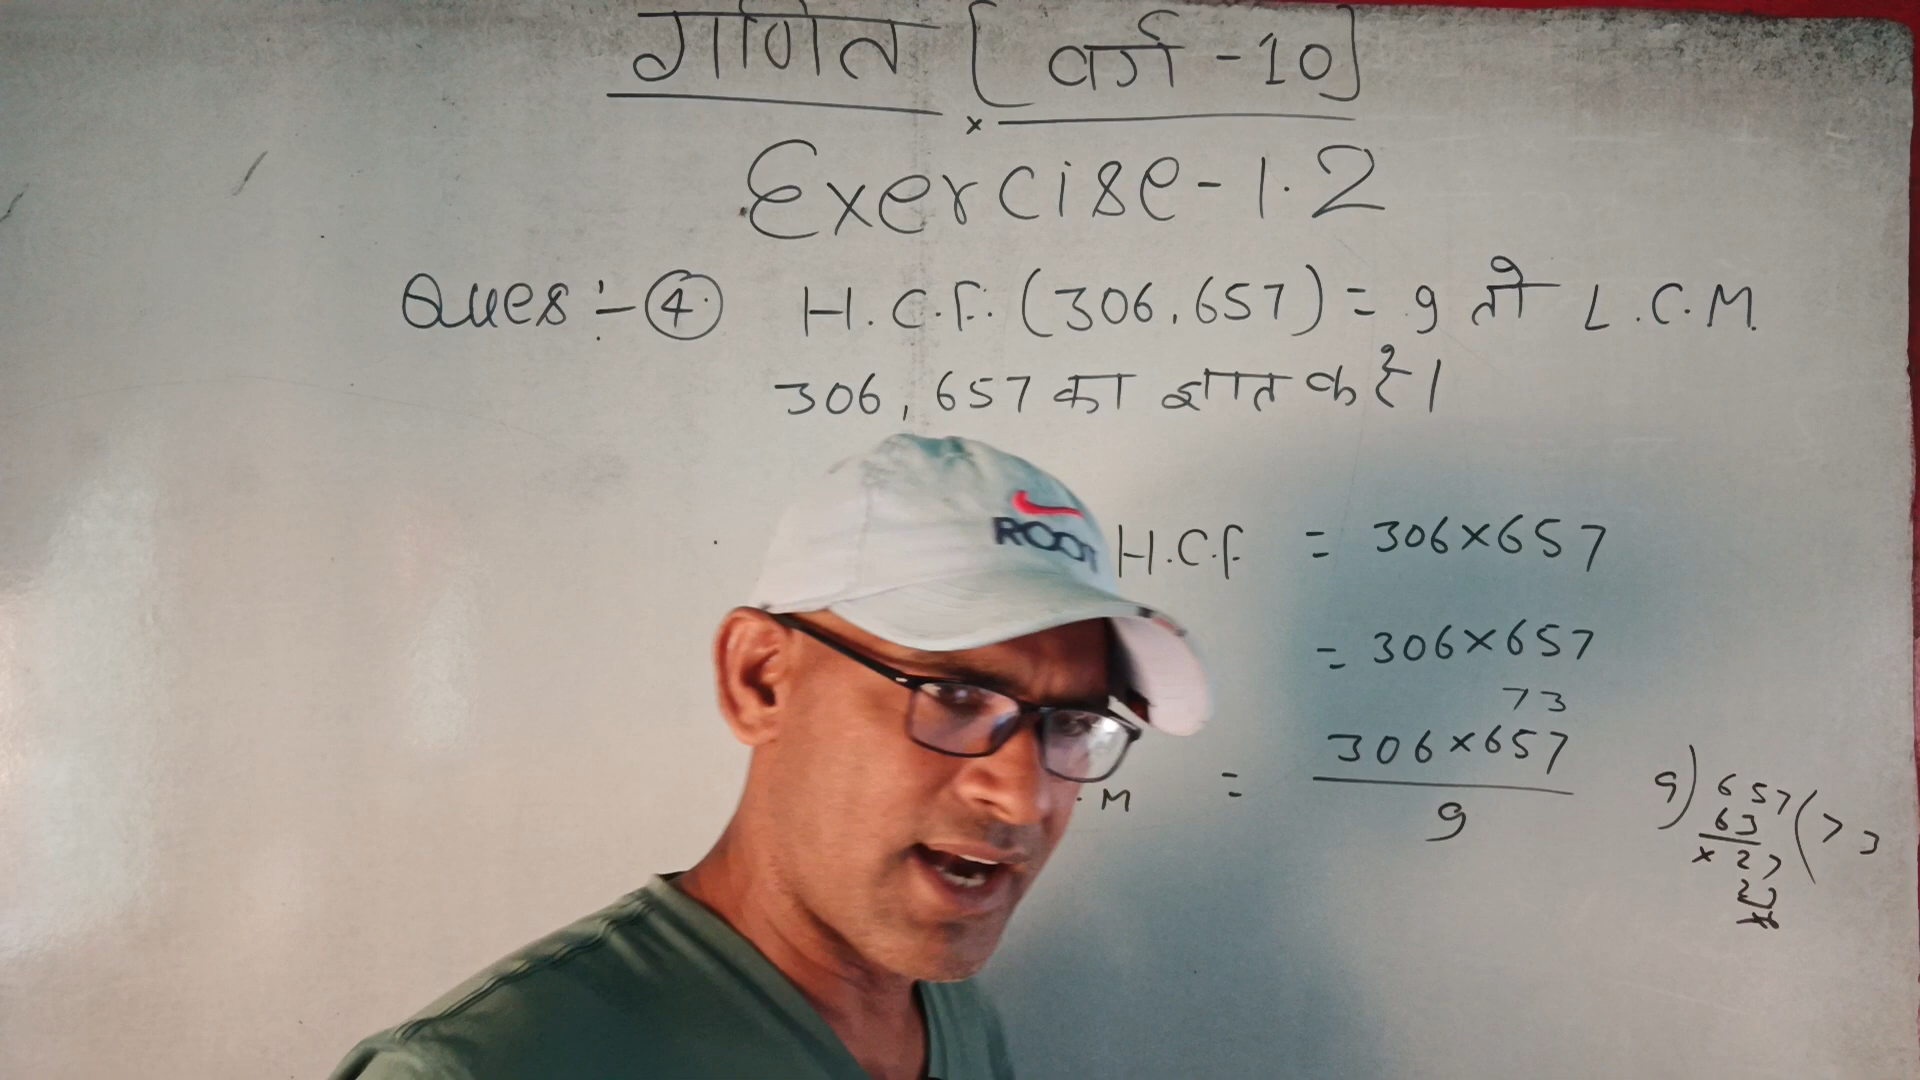 गणित [ वर्ग - 10]
Exercise - 1.2
Ques :- ④ H.C.F. (306, 657) = 9 तो L.C.M.
306, 657 का ज्ञात करें।
ROOT
H.C.F = 306×657
= 306×657
73
. M = 306×657
9
9) 657 (73
63
× 27
27